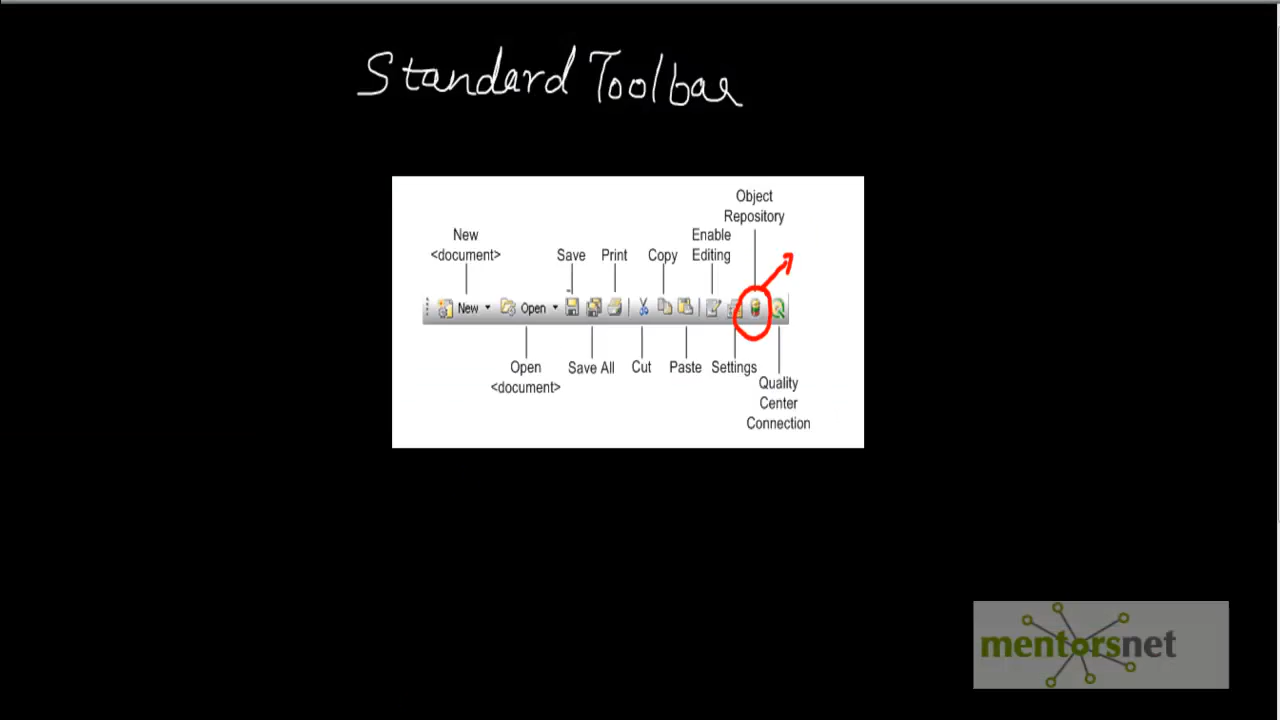 Standard Toolbar
Object
Repository
New
<document>
Save
Print
Copy
Enable
Editing
New
Open
Open
<document>
Save All
Cut
Paste
Settings
Quality
Center
Connection
mentorsnet